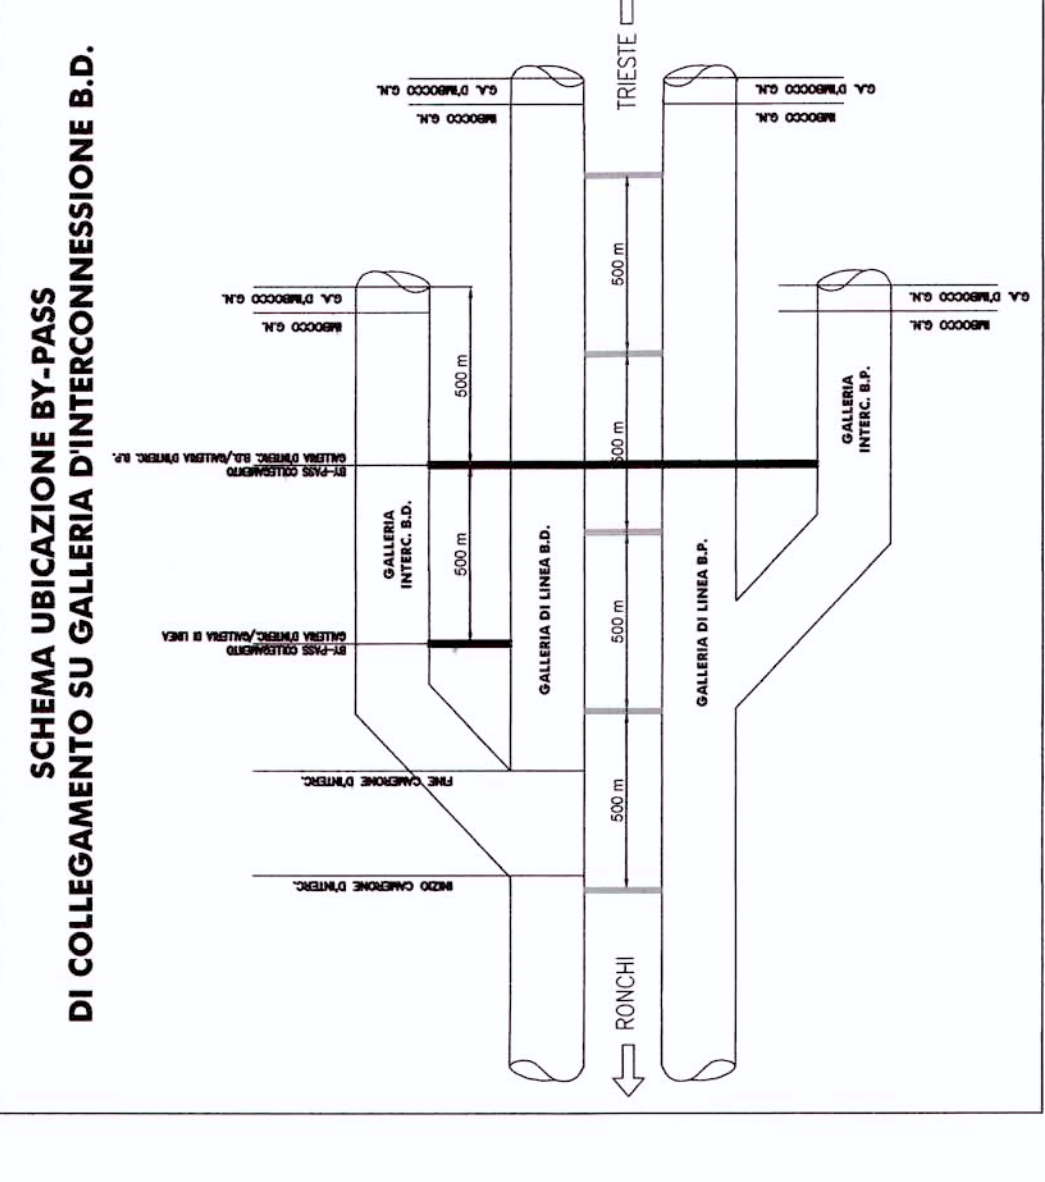 SCHEMA UBICAZIONE BY-PASS
DI COLLEGAMENTO SU GALLERIA D'INTERCONNESSIONE B.D.
TRIESTE
G.A. D'IMBOCCO G.N.
IMBOCCO G.N.
G.A. D'IMBOCCO G.N.
IMBOCCO G.N.
G.A. D'IMBOCCO G.N.
IMBOCCO G.N.
G.A. D'IMBOCCO G.N.
IMBOCCO G.N.
500 m
500 m
500 m
500 m
500 m
500 m
BY-PASS COLLEGAMENTO
GALLERIA D'INTERC. B.D./GALLERIA D'INTERC. B.P.
BY-PASS COLLEGAMENTO
GALLERIA D'INTERC./GALLERIA DI LINEA
GALLERIA
INTERC. B.D.
GALLERIA DI LINEA B.D.
GALLERIA DI LINEA B.P.
GALLERIA
INTERC. B.P.
FINE CAMERONE D'INTERC.
INIZIO CAMERONE D'INTERC.
RONCHI